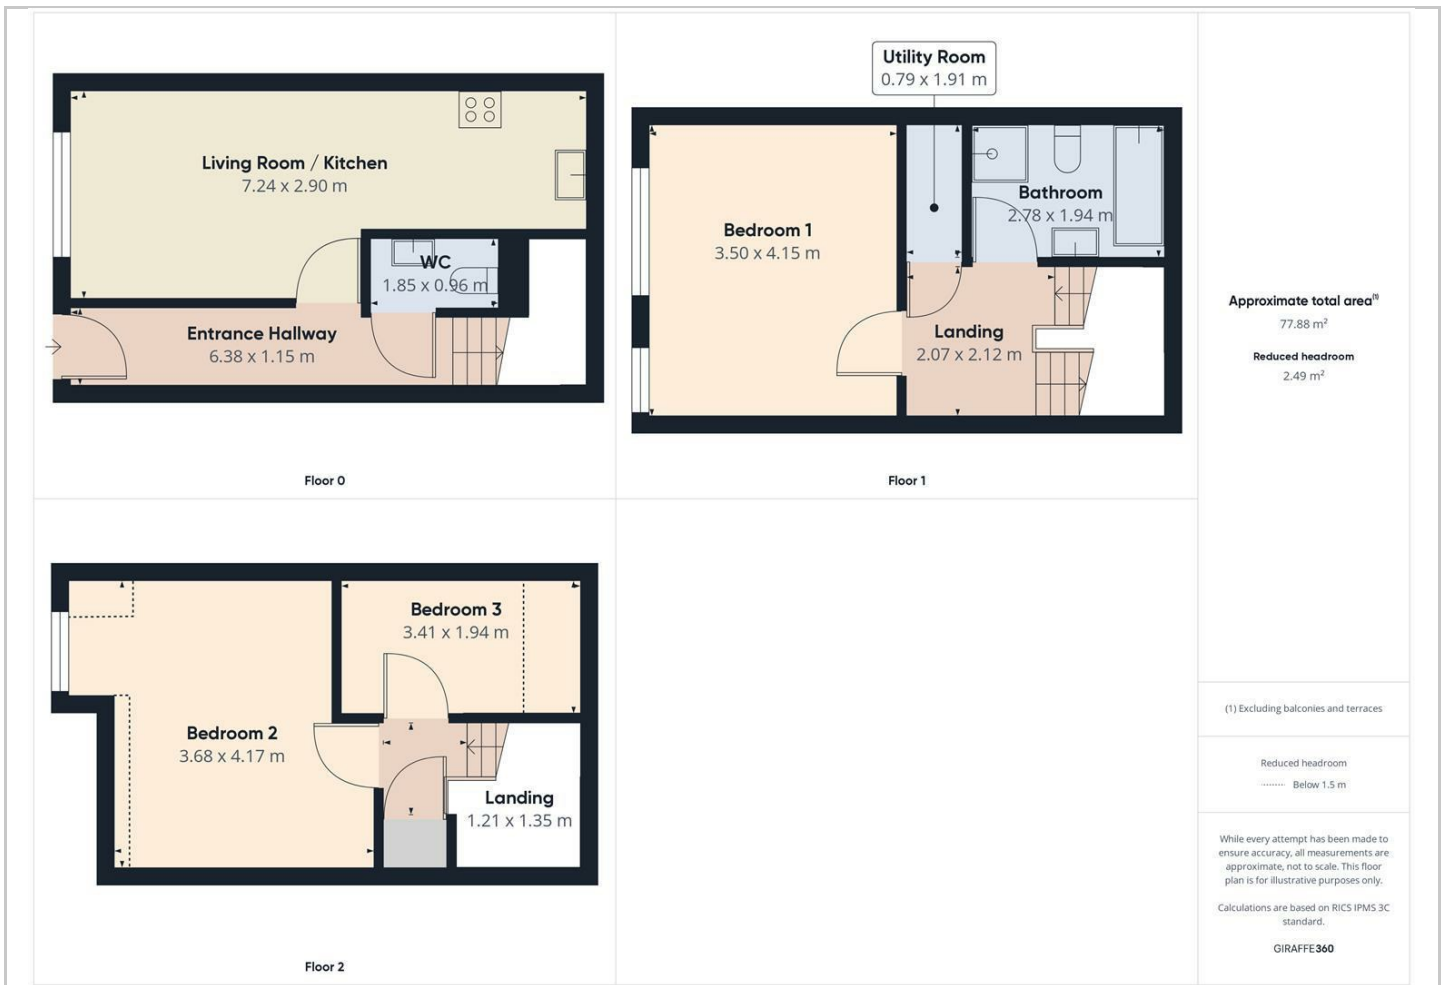 Living Room / Kitchen
7.24 x 2.90 m
WC
1.85 x 0.96 m
Entrance Hallway
6.38 x 1.15 m
Floor 0
Utility Room
0.79 x 1.91 m
Bathroom
2.78 x 1.94 m
Bedroom 1
3.50 x 4.15 m
Landing
2.07 x 2.12 m
Floor 1
Bedroom 3
3.41 x 1.94 m
Bedroom 2
3.68 x 4.17 m
Landing
1.21 x 1.35 m
Floor 2
Approximate total area⁽¹⁾
77.88 m²
Reduced headroom
2.49 m²
(1) Excluding balconies and terraces
Reduced headroom
Below 1.5 m
While every attempt has been made to
ensure accuracy, all measurements are
approximate, not to scale. This floor
plan is for illustrative purposes only.
Calculations are based on RICS IPMS 3C
standard.
GIRAFFE360